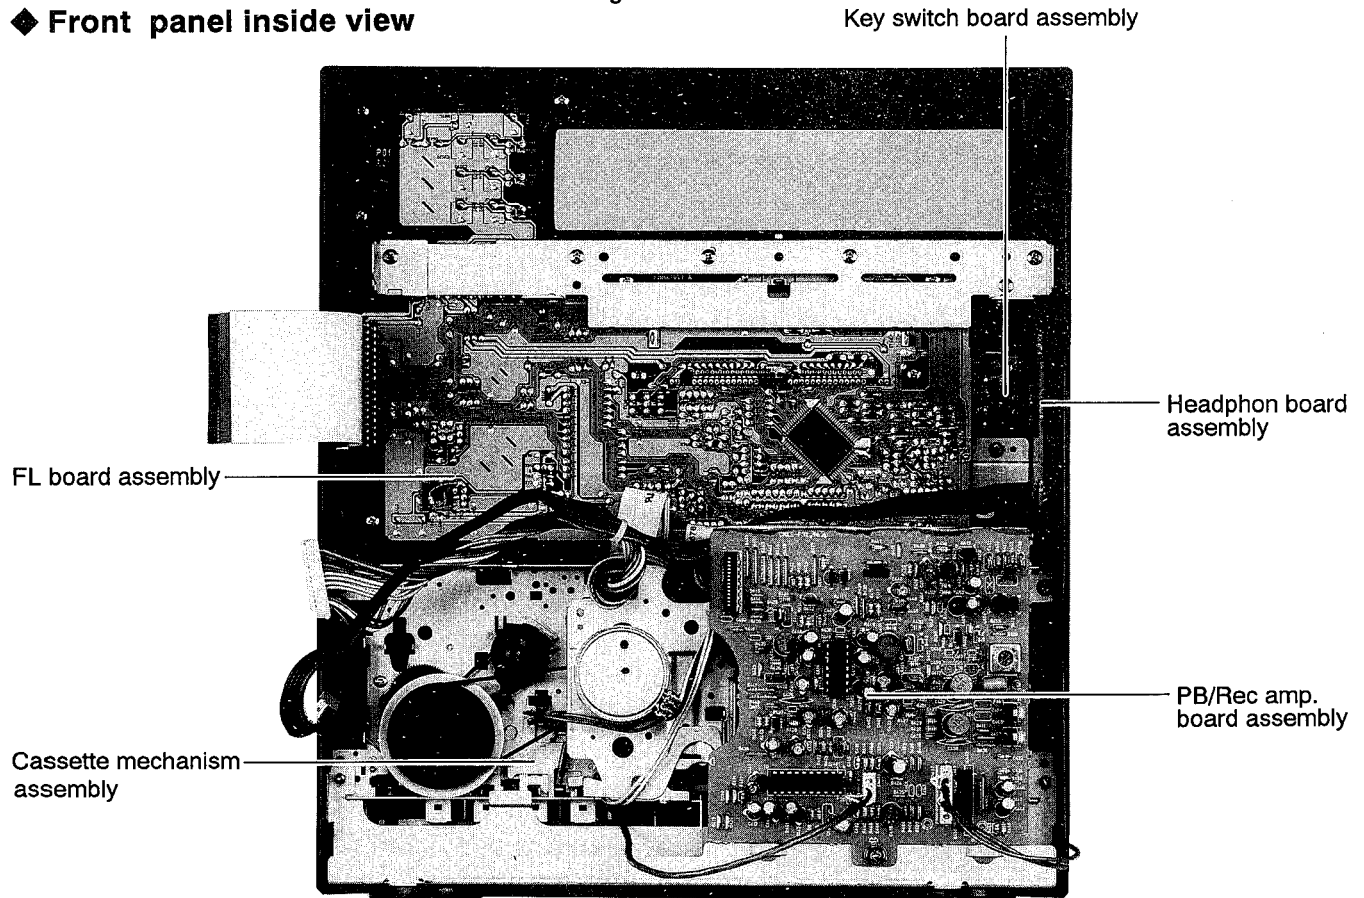 ◆ Front panel inside view
Key switch board assembly
Headphon board
assembly
FL board assembly
PB/Rec amp.
board assembly
Cassette mechanism
assembly